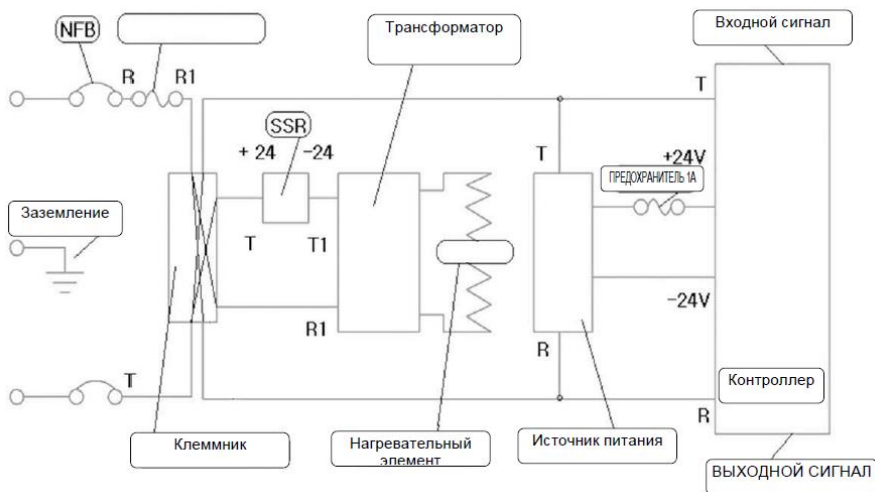 NFB
Трансформатор
Входной сигнал
R
R1
T
SSR
+ 24
-24
T
+24V
ПРЕДОХРАНИТЕЛЬ 1A
Заземление
T
T1
-24V
R1
R
T
Контроллер
R
Клеммник
Нагревательный
элемент
Источник питания
ВЫХОДНОЙ СИГНАЛ